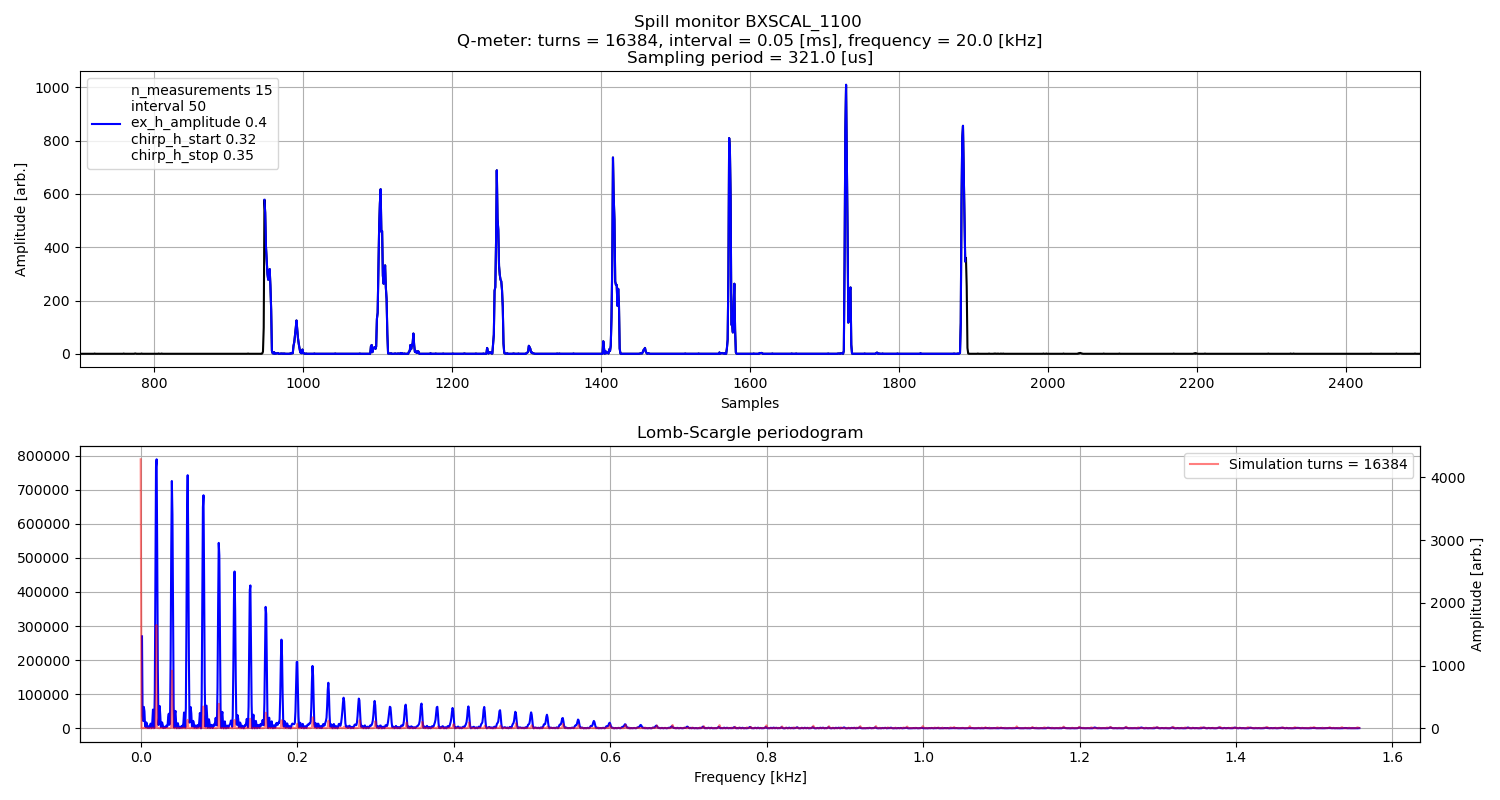 Spill monitor BXSCAL_1100
Q-meter: turns = 16384, interval = 0.05 [ms], frequency = 20.0 [kHz]
Sampling period = 321.0 [us]
n_measurements 15
interval 50
ex_h_amplitude 0.4
chirp_h_start 0.32
chirp_h_stop 0.35
1000
800
600
400
200
0
Amplitude [arb.]
800 1000 1200 1400 1600 1800 2000 2200 2400
Samples
Lomb-Scargle periodogram
Simulation turns = 16384
800000
700000
600000
500000
400000
300000
200000
100000
0
4000
3000
2000
1000
0
Amplitude [arb.]
0.0 0.2 0.4 0.6 0.8 1.0 1.2 1.4 1.6
Frequency [kHz]